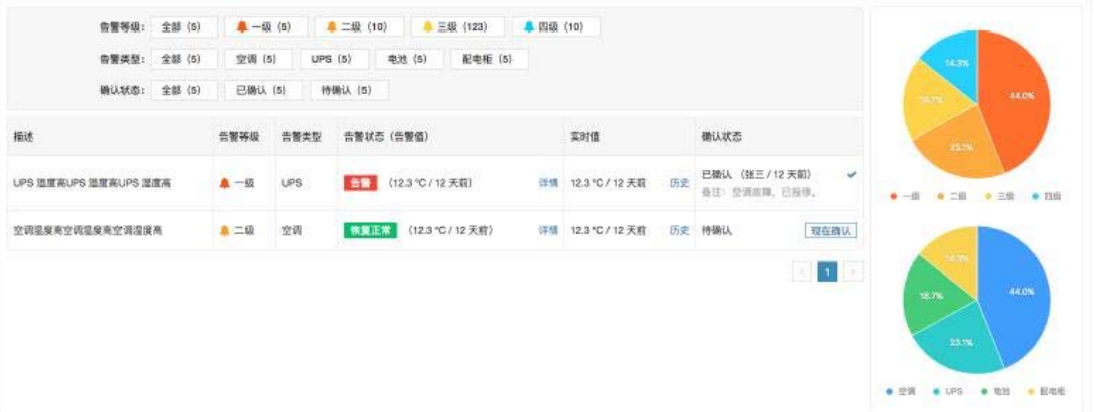 告警等级： 全部（5） 一级（5） 二级（10） 三级（123） 四级（10）
告警类型： 全部（5） 空调（5） UPS（5） 电池（5） 配电柜（5）
确认状态： 全部（5） 已确认（5） 待确认（5）
描述 告警等级 告警类型 告警状态（告警值） 实时值 确认状态
UPS 温度高UPS 温度高UPS 温度高 一级 UPS 告警 （12.3 ℃ / 12 天前） 详情 12.3 ℃ / 12 天前 历史 已确认 （张三 / 12 天前）
备注：空调故障，已报修。
空调温度高空调温度高空调温度高 二级 空调 恢复正常 （12.3 ℃ / 12 天前） 详情 12.3 ℃ / 12 天前 历史 待确认 现在确认
1
14.3%
44.0%
18.7%
23.1%
一级 二级 三级 四级
14.3%
44.0%
18.7%
23.1%
空调 UPS 电池 配电柜